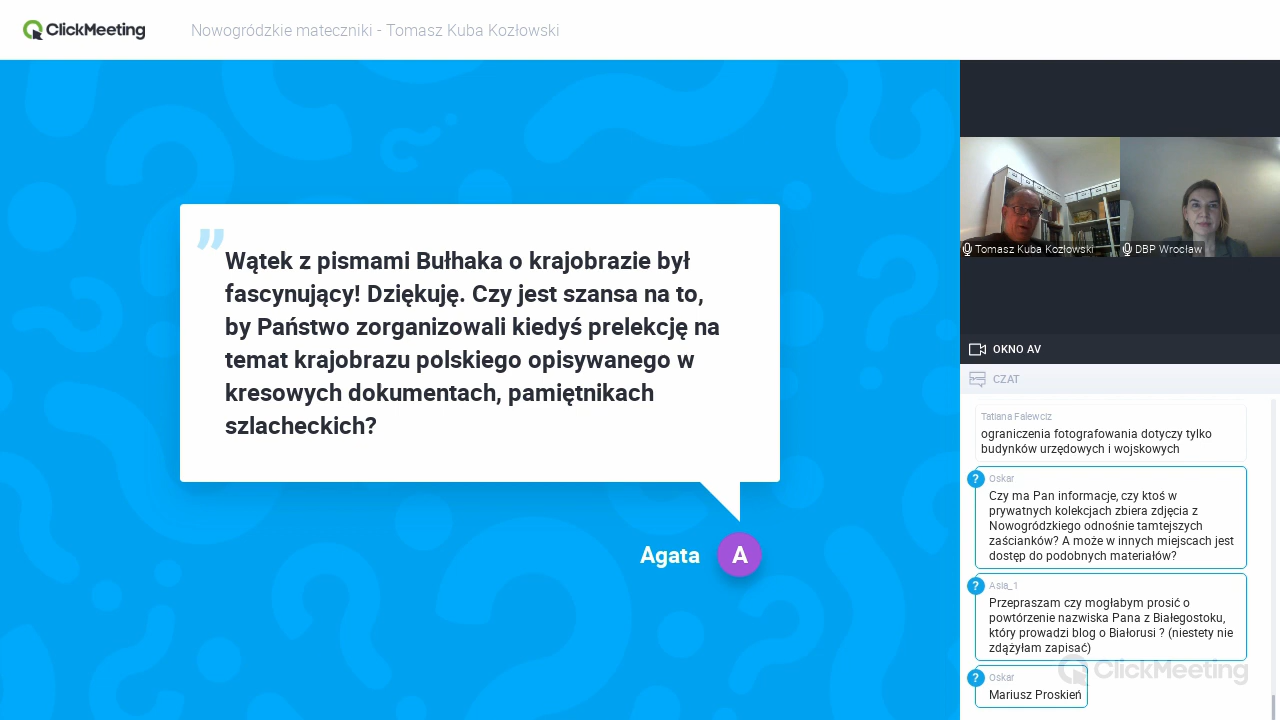 ClickMeeting
Nowogródzkie mateczniki - Tomasz Kuba Kozłowski
Wątek z pismami Bułhaka o krajobrazie był
fascynujący! Dziękuję. Czy jest szansa na to,
by Państwo zorganizowali kiedyś prelekcję na
temat krajobrazu polskiego opisywanego w
kresowych dokumentach, pamiętnikach
szlacheckich?
Agata
A
Tomasz Kuba Kozłowski
DBP Wrocław
OKNO AV
CZAT
Tatiana Falewciz
ograniczenia fotografowania dotyczy tylko
budynków urzędowych i wojskowych
?
Oskar
Czy ma Pan informacje, czy ktoś w
prywatnych kolekcjach zbiera zdjęcia z
Nowogródzkiego odnośnie tamtejszych
zaścianków? A może w innych miejscach jest
dostęp do podobnych materiałów?
?
Asia_1
Przepraszam czy mogłabym prosić o
powtórzenie nazwiska Pana z Białegostoku,
który prowadzi blog o Białorusi ? (niestety nie
zdążyłam zapisać)
?
Oskar
Mariusz Proskień
ClickMeeting